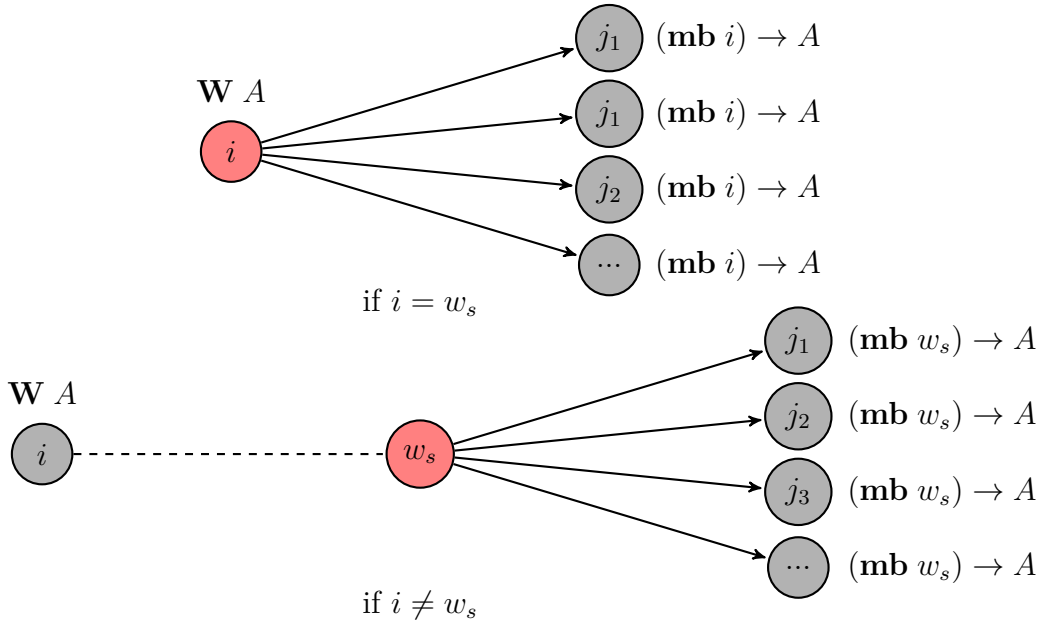 j₁ (mb i) → A
W A
j₁ (mb i) → A
i
j₂ (mb i) → A
... (mb i) → A
if i = wₛ
j₁ (mb wₛ) → A
W A
j₂ (mb wₛ) → A
i
wₛ
j₃ (mb wₛ) → A
... (mb wₛ) → A
if i ≠ wₛ